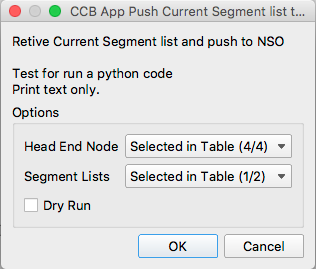 CCB App Push Current Segment list t...
Retive Current Segment list and push to NSO
Test for run a python code
Print text only.
Options
Head End Node Selected in Table (4/4)
Segment Lists Selected in Table (1/2)
Dry Run
OK Cancel